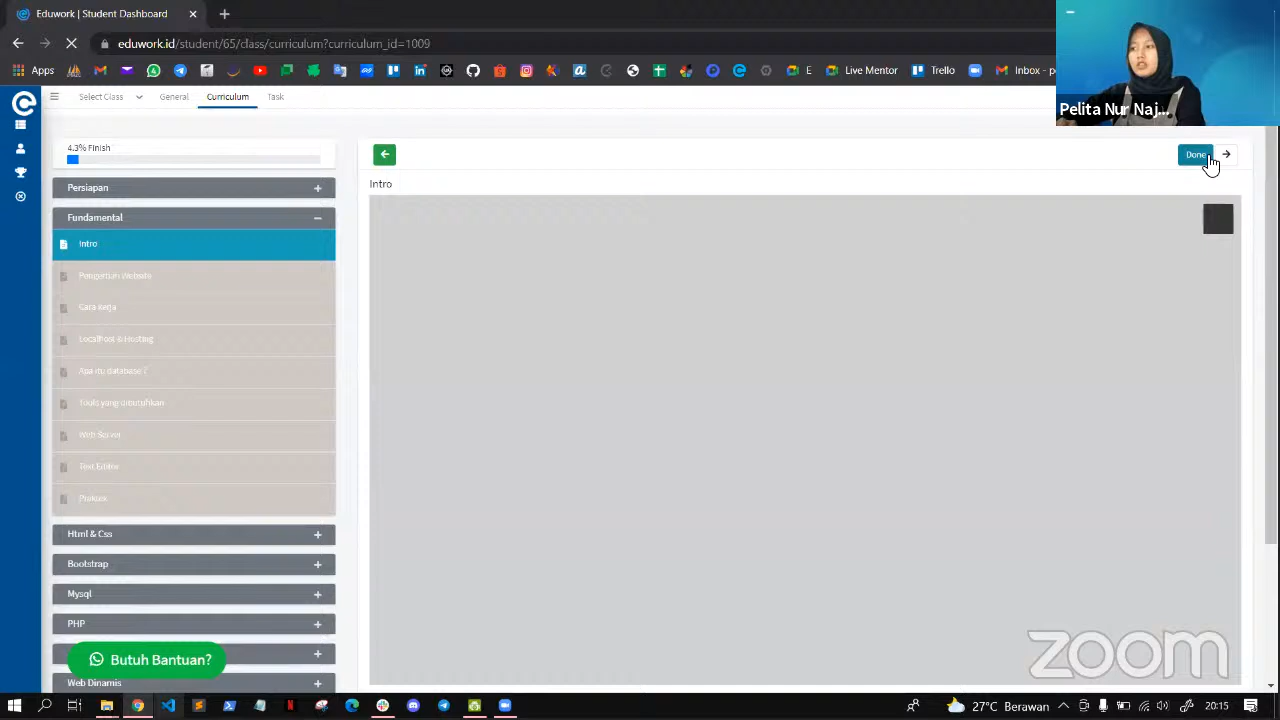 Eduwork | Student Dashboard
eduwork.id/student/65/class/curriculum?curriculum_id=1009
Apps
E
Live Mentor
Trello
Inbox - p
Pelita Nur Naj...
Select Class
General
Curriculum
Task
4.3% Finish
Done
Persiapan
Intro
Fundamental
Intro
Pengertian Website
Cara Kerja
Localhost & Hosting
Apa itu database ?
Tools yang dibutuhkan
Web Server
Text Editor
Praktek
Html & Css
Bootstrap
Mysql
PHP
Butuh Bantuan?
Web Dinamis
zoom
27°C Berawan
20:15